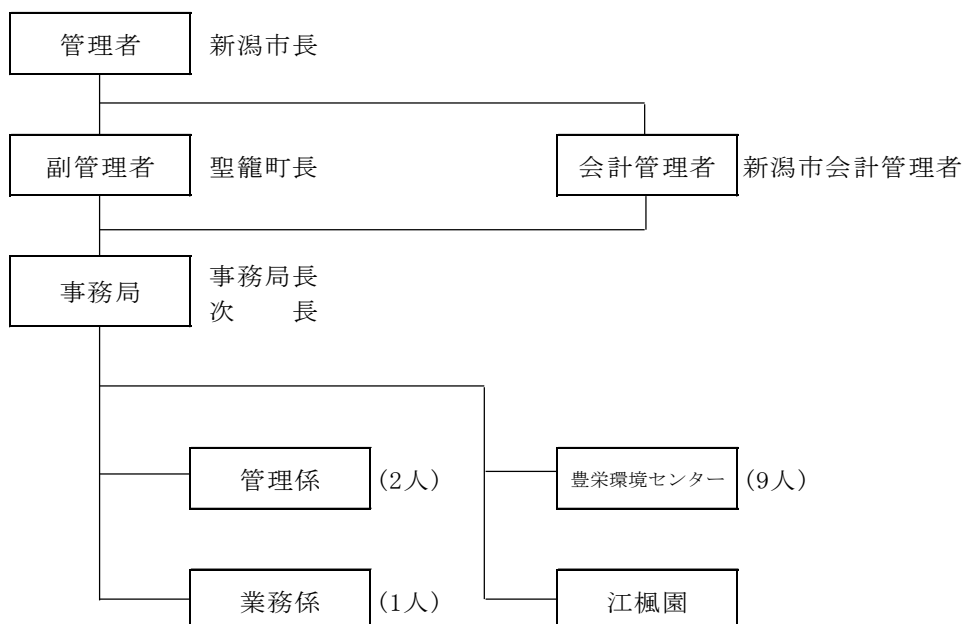 管理者 新潟市長
副管理者 聖籠町長 会計管理者 新潟市会計管理者
事務局 事務局長
次　　長
管理係 (2人) 豊栄環境センター (9人)
業務係 (1人) 江楓園